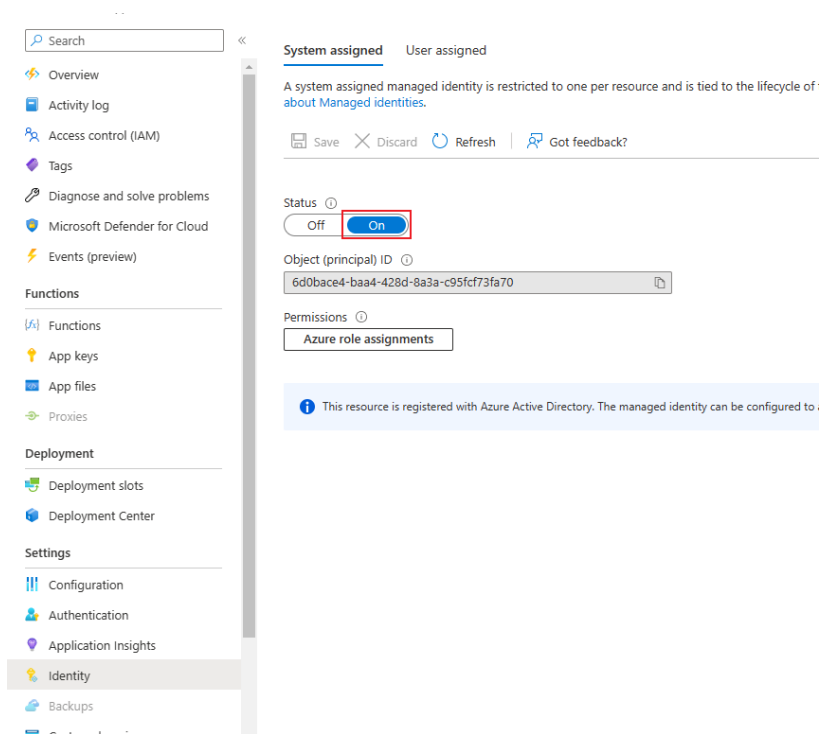 Search
«
Overview
Activity log
Access control (IAM)
Tags
Diagnose and solve problems
Microsoft Defender for Cloud
Events (preview)
Functions
Functions
App keys
App files
Proxies
Deployment
Deployment slots
Deployment Center
Settings
Configuration
Authentication
Application Insights
Identity
Backups
System assigned User assigned
A system assigned managed identity is restricted to one per resource and is tied to the lifecycle of
about Managed identities.
Save Discard Refresh Got feedback?
Status
Off On
Object (principal) ID
6d0bace4-baa4-428d-8a3a-c95fcf73fa70
Permissions
Azure role assignments
This resource is registered with Azure Active Directory. The managed identity can be configured to